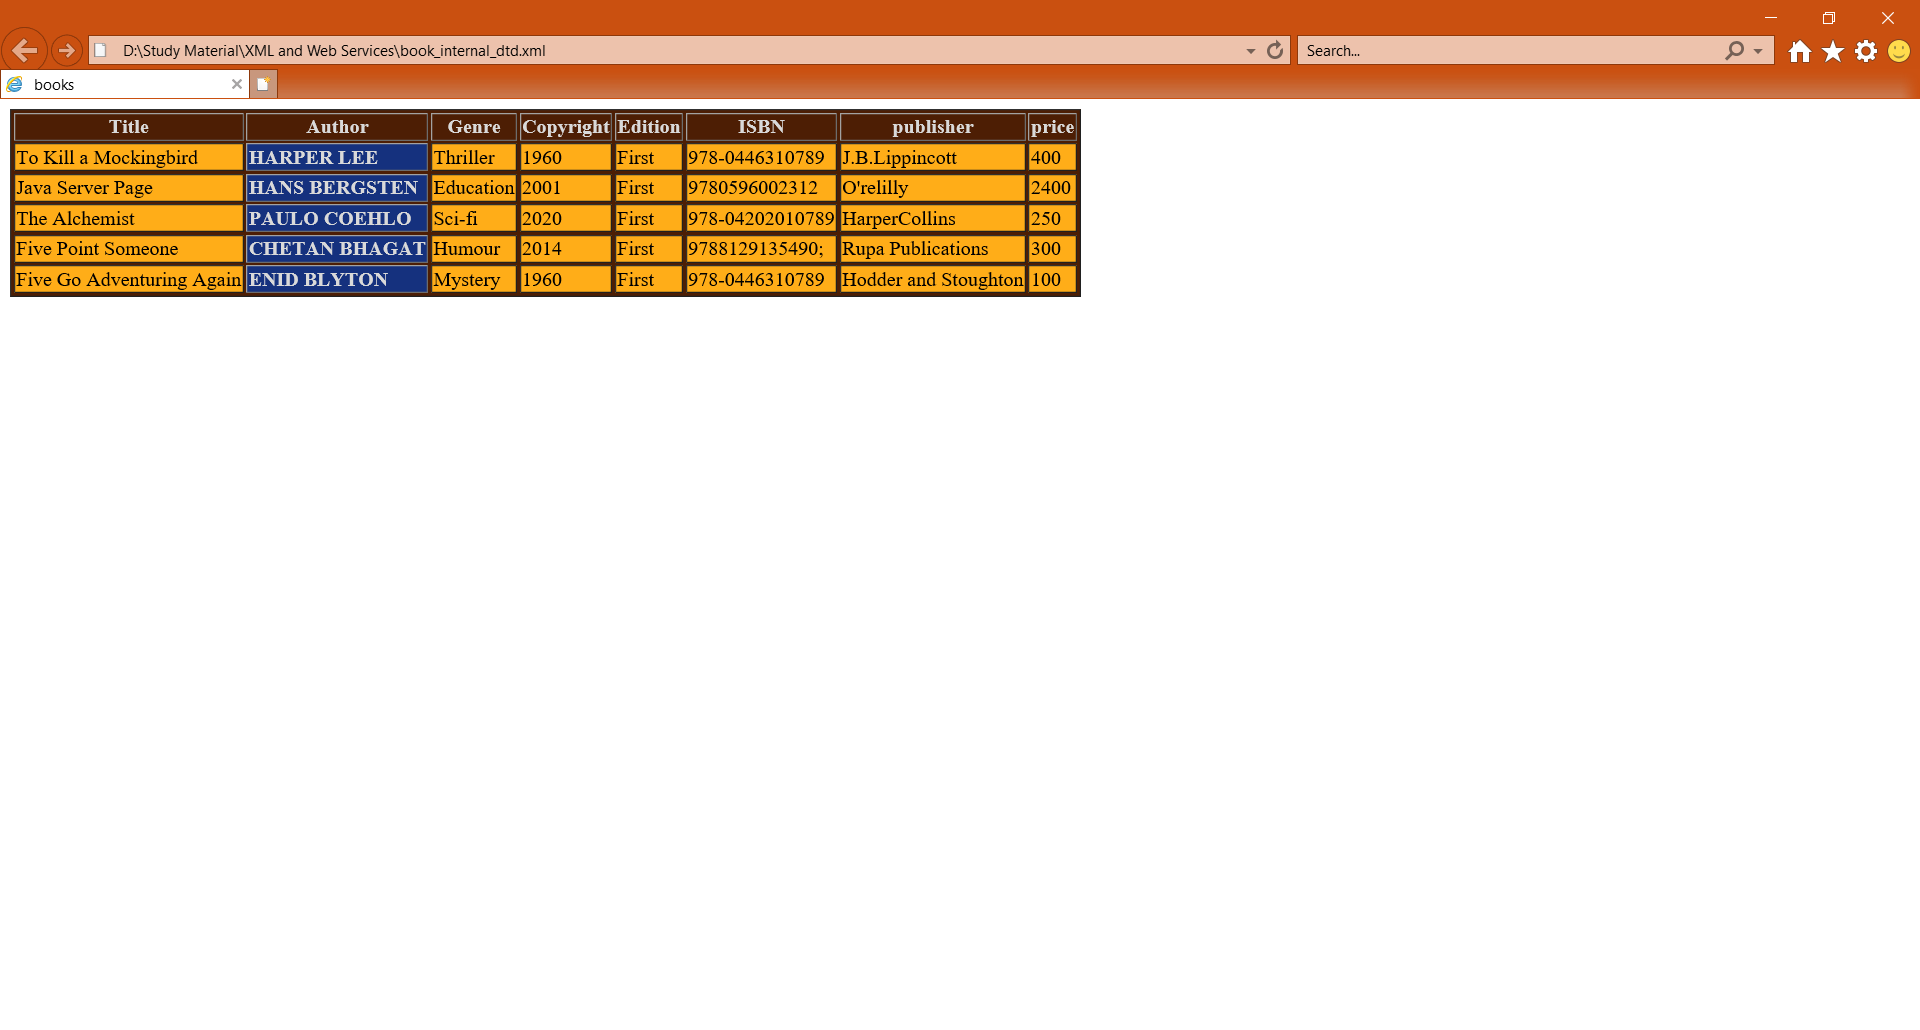 D:\Study Material\XML and Web Services\book_internal_dtd.xml Search...
books
Title Author Genre Copyright Edition ISBN publisher price
To Kill a Mockingbird HARPER LEE Thriller 1960 First 978-0446310789 J.B.Lippincott 400
Java Server Page HANS BERGSTEN Education 2001 First 9780596002312 O'relilly 2400
The Alchemist PAULO COEHLO Sci-fi 2020 First 978-04202010789 HarperCollins 250
Five Point Someone CHETAN BHAGAT Humour 2014 First 9788129135490; Rupa Publications 300
Five Go Adventuring Again ENID BLYTON Mystery 1960 First 978-0446310789 Hodder and Stoughton 100